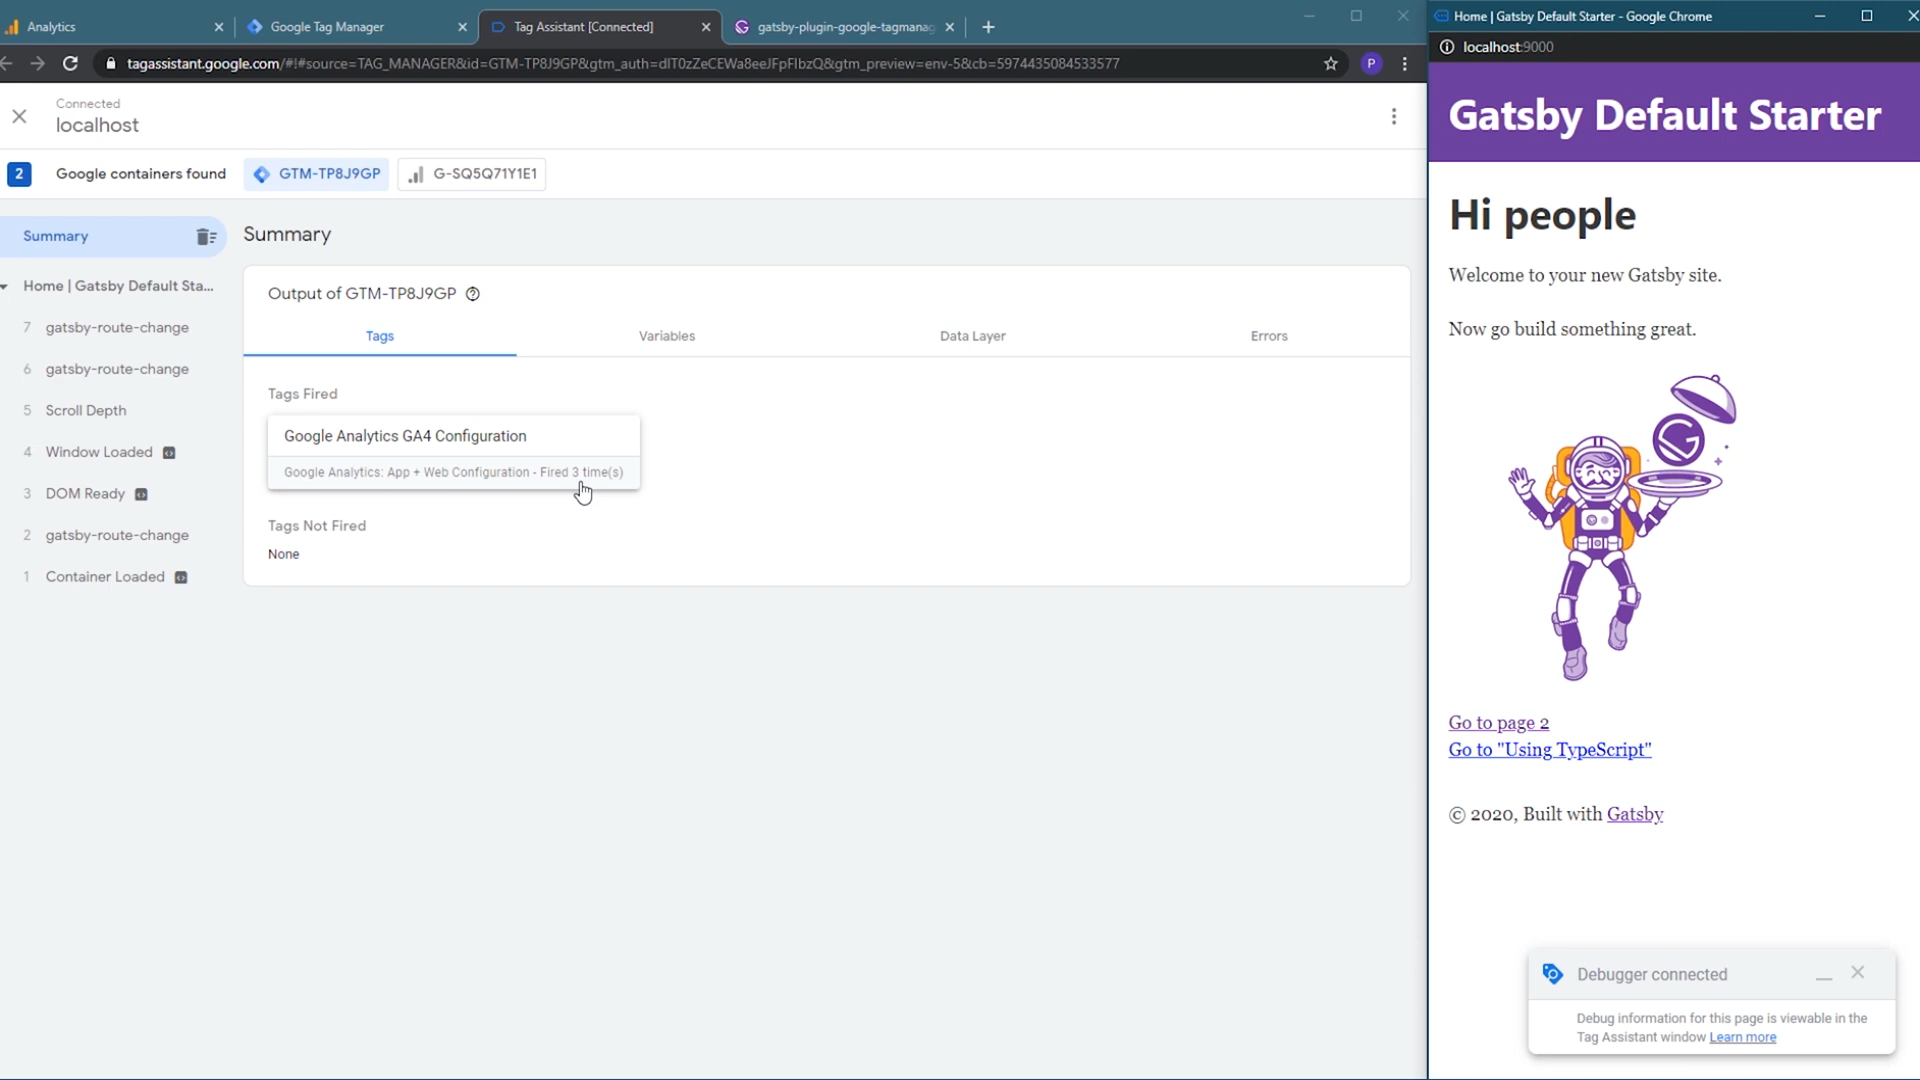 Analytics
Google Tag Manager
Tag Assistant [Connected]
gatsby-plugin-google-tagmanag
tagassistant.google.com/#!#source=TAG_MANAGER&id=GTM-TP8J9GP&gtm_auth=dIT0zZeCEWa8eeJFpFIbzQ&gtm_preview=env-5&cb=5974435084533577
P
Connected
localhost
2 Google containers found GTM-TP8J9GP G-SQ5Q71Y1E1
Summary
Home | Gatsby Default Sta...
7 gatsby-route-change
6 gatsby-route-change
5 Scroll Depth
4 Window Loaded
3 DOM Ready
2 gatsby-route-change
1 Container Loaded
Summary
Output of GTM-TP8J9GP
Tags Variables Data Layer Errors
Tags Fired
Google Analytics GA4 Configuration
Google Analytics: App + Web Configuration - Fired 3 time(s)
Tags Not Fired
None
Home | Gatsby Default Starter - Google Chrome
localhost:9000
Gatsby Default Starter
Hi people
Welcome to your new Gatsby site.
Now go build something great.
Go to page 2
Go to "Using TypeScript"
© 2020, Built with Gatsby
Debugger connected
Debug information for this page is viewable in the
Tag Assistant window Learn more